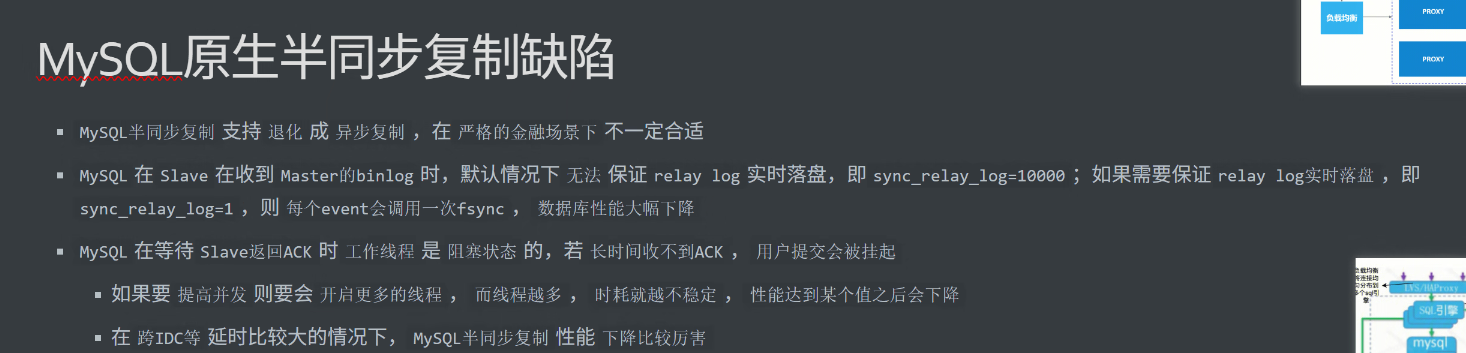 MySQL原生半同步复制缺陷
MySQL半同步复制 支持 退化 成 异步复制 ，在 严格的金融场景下 不一定合适
MySQL 在 Slave 在收到 Master的binlog 时，默认情况下 无法 保证 relay log 实时落盘，即 sync_relay_log=10000 ；如果需要保证 relay log实时落盘 ，即
sync_relay_log=1 ，则 每个event会调用一次fsync ， 数据库性能大幅下降
MySQL 在等待 Slave返回ACK 时 工作线程 是 阻塞状态 的，若 长时间收不到ACK ， 用户提交会被挂起
如果要 提高并发 则要会 开启更多的线程 ， 而线程越多 ， 时耗就越不稳定 ， 性能达到某个值之后会下降
在 跨IDC等 延时比较大的情况下， MySQL半同步复制 性能 下降比较厉害
负载均衡
PROXY
PROXY
负载均衡
LVS/HAProxy
SQL引擎
mysql